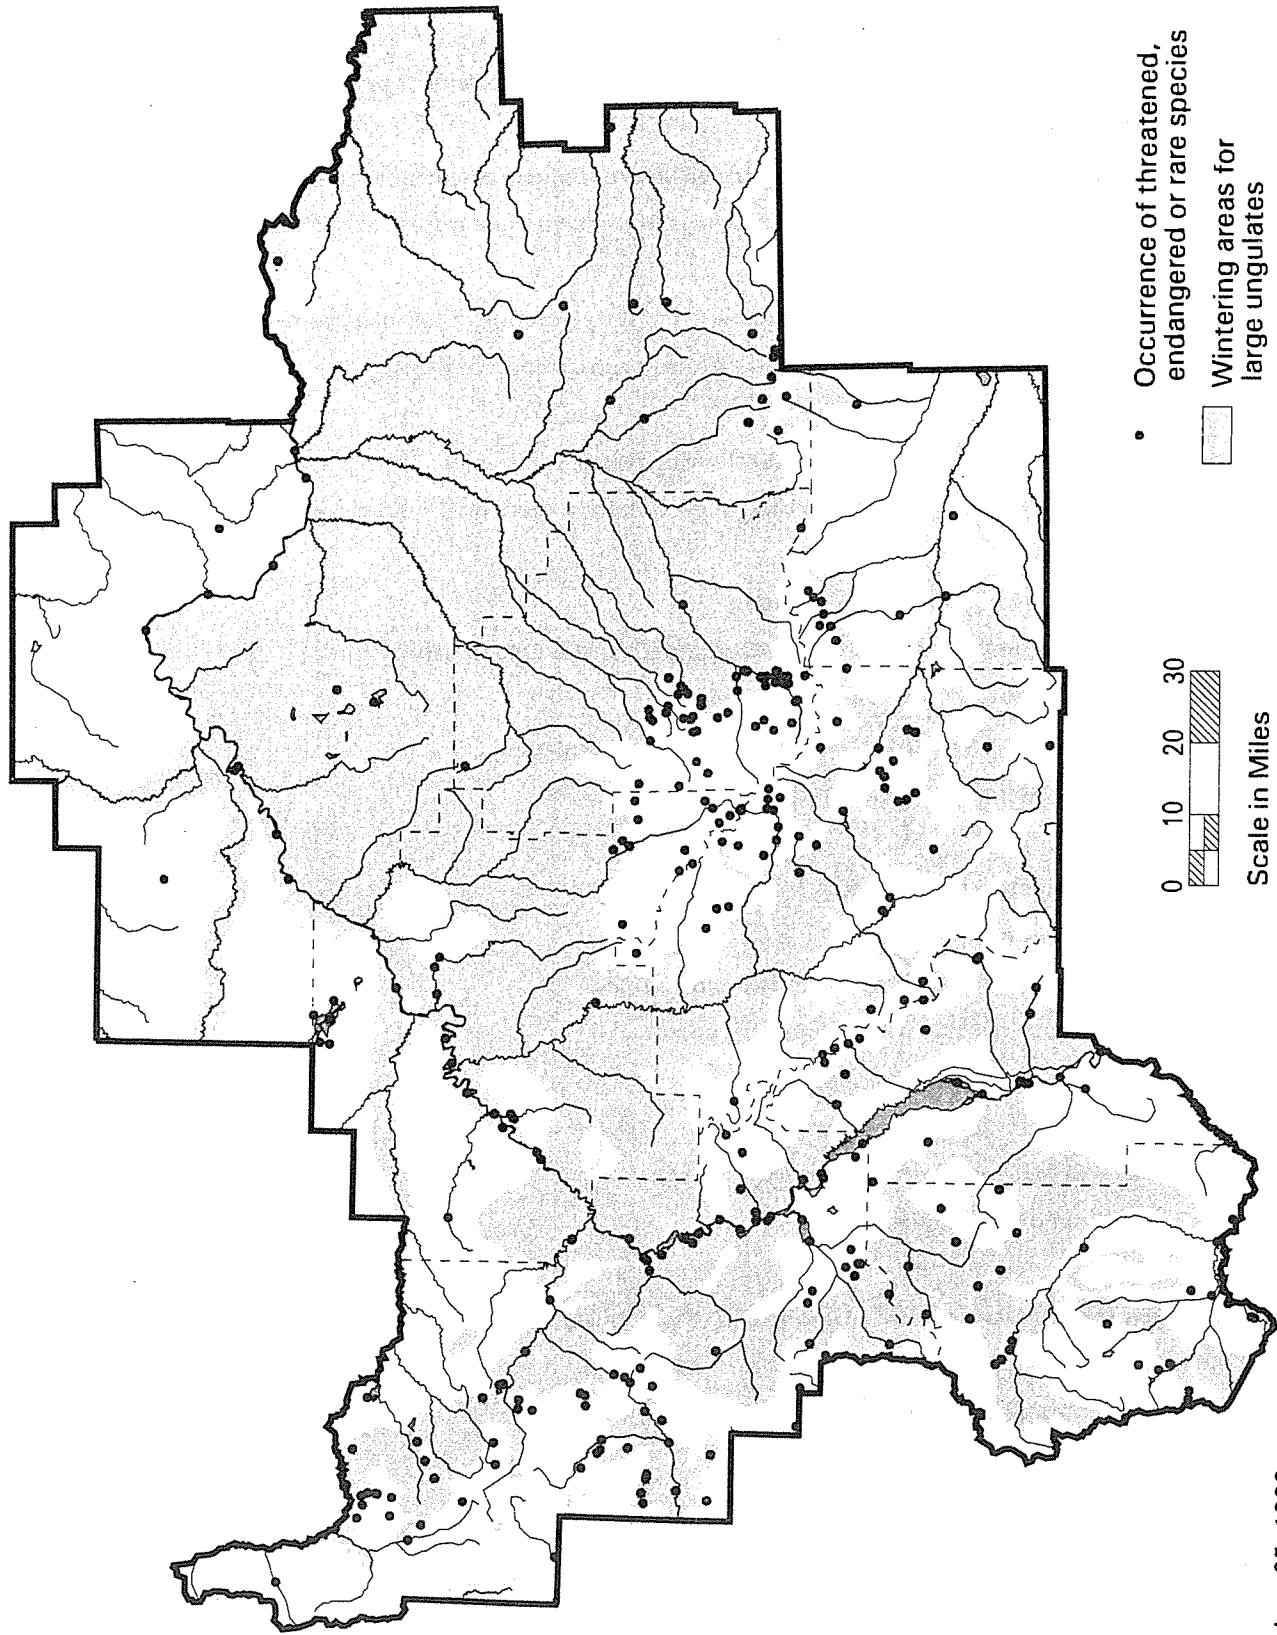 Occurrence of threatened,
endangered or rare species
Wintering areas for
large ungulates
0 10 20 30
Scale in Miles